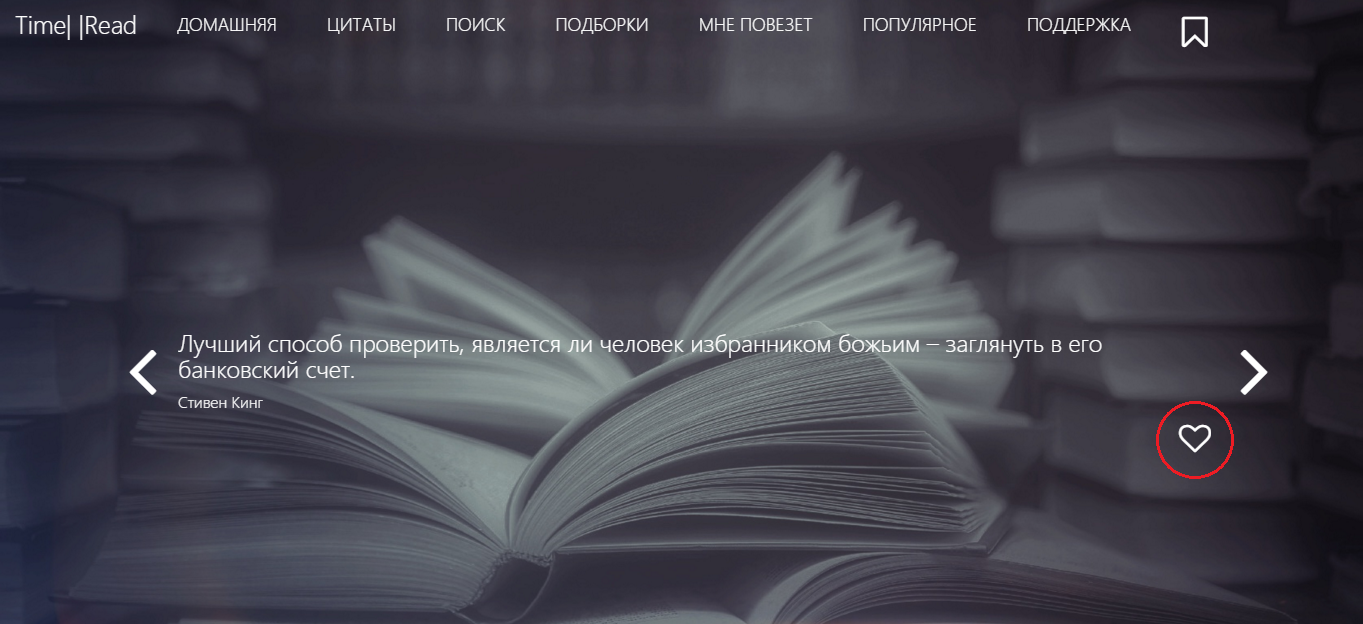 Time| |Read ДОМАШНЯЯ ЦИТАТЫ ПОИСК ПОДБОРКИ МНЕ ПОВЕЗЕТ ПОПУЛЯРНОЕ ПОДДЕРЖКА
Лучший способ проверить, является ли человек избранником божьим – заглянуть в его
банковский счет.
Стивен Кинг